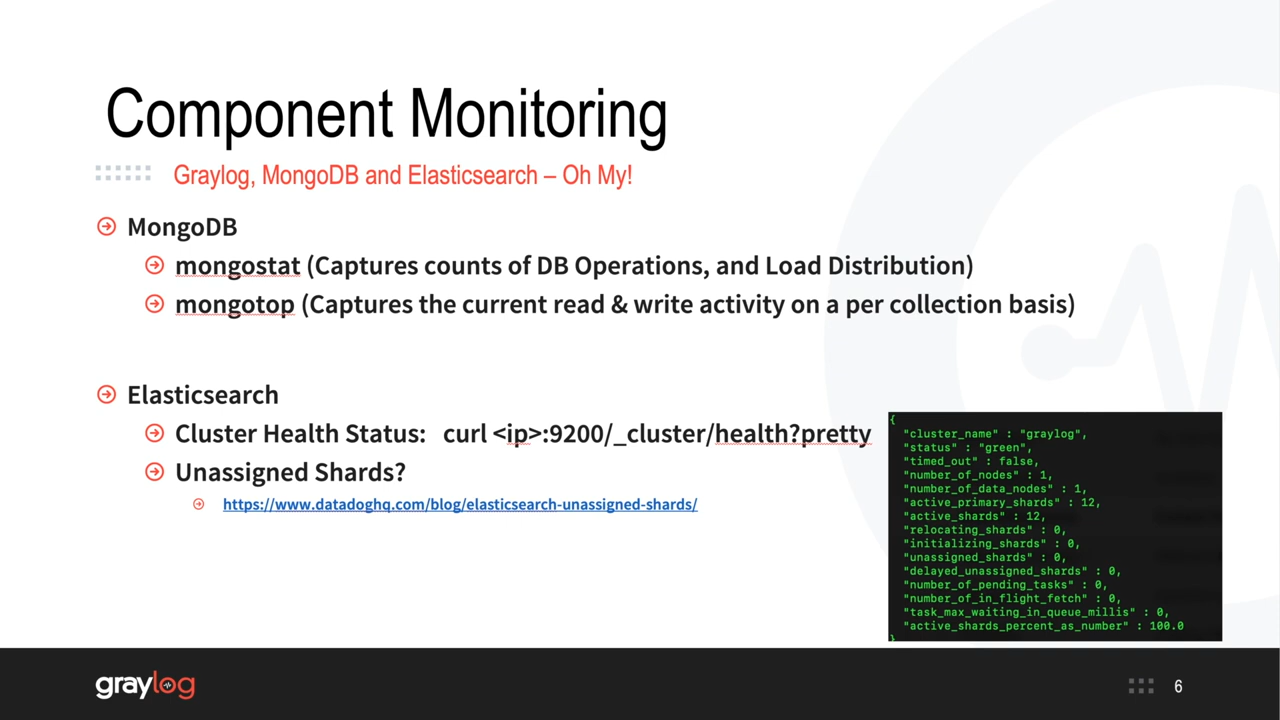 Component Monitoring
Graylog, MongoDB and Elasticsearch – Oh My!
MongoDB
mongostat (Captures counts of DB Operations, and Load Distribution)
mongotop (Captures the current read & write activity on a per collection basis)
Elasticsearch
Cluster Health Status: curl <ip>:9200/_cluster/health?pretty
Unassigned Shards?
https://www.datadoghq.com/blog/elasticsearch-unassigned-shards/
{
"cluster_name" : "graylog",
"status" : "green",
"timed_out" : false,
"number_of_nodes" : 1,
"number_of_data_nodes" : 1,
"active_primary_shards" : 12,
"active_shards" : 12,
"relocating_shards" : 0,
"initializing_shards" : 0,
"unassigned_shards" : 0,
"delayed_unassigned_shards" : 0,
"number_of_pending_tasks" : 0,
"number_of_in_flight_fetch" : 0,
"task_max_waiting_in_queue_millis" : 0,
"active_shards_percent_as_number" : 100.0
}
graylog
6